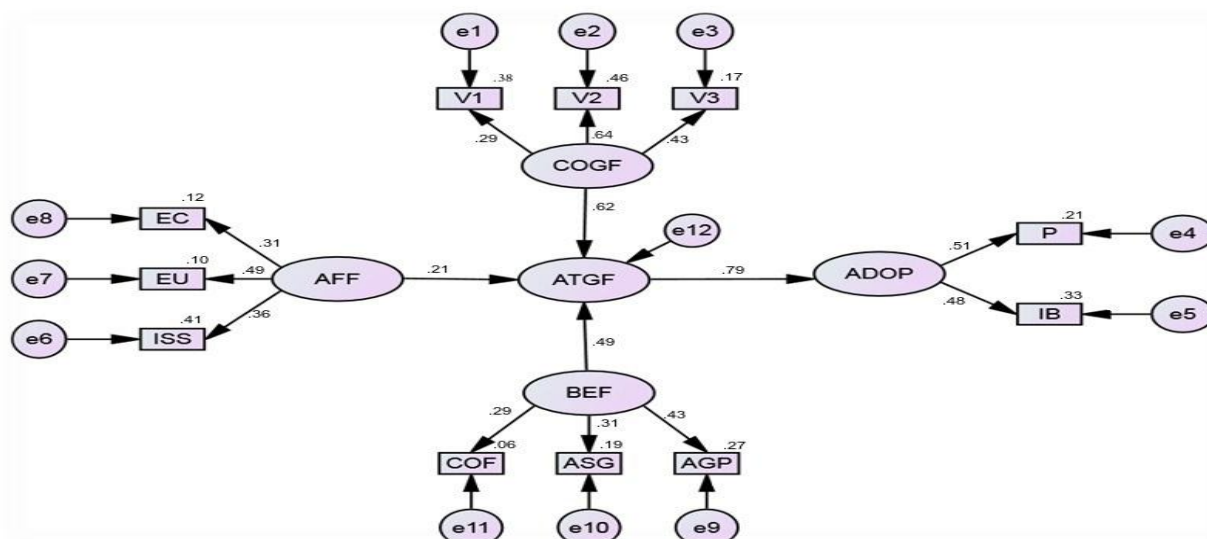 e1 e2 e3
.38 .46 .17
V1 V2 V3
.29 .64 .43
COGF
.62
.12 .21
e8 EC e12 P e4
.31 .51
.10
e7 EU .49 AFF .21 ATGF .79 ADOP
.41 .36 .48 .33
e6 ISS IB e5
.49
BEF
.29 .31 .43
.06 .19 .27
COF ASG AGP
e11 e10 e9